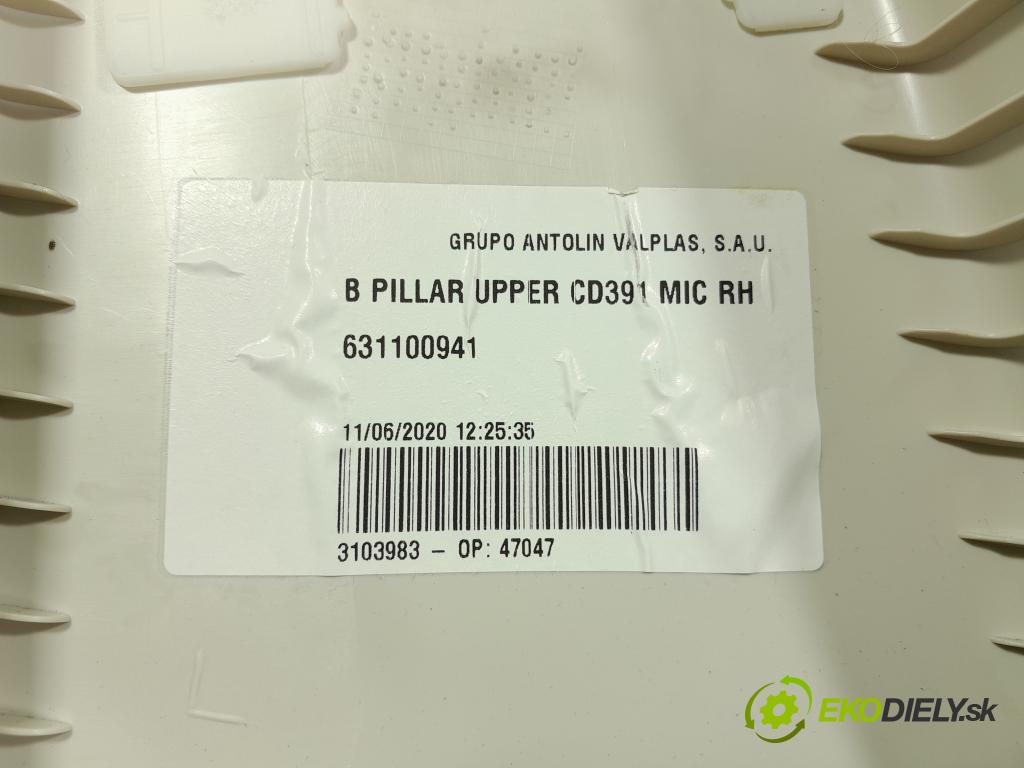 GRUPO ANTOLIN VALPLAS, S.A.U.
B PILLAR UPPER CD391 MIC RH
631100941
11/06/2020 12:25:35
3103983 – OP: 47047
EKODIELY.sk